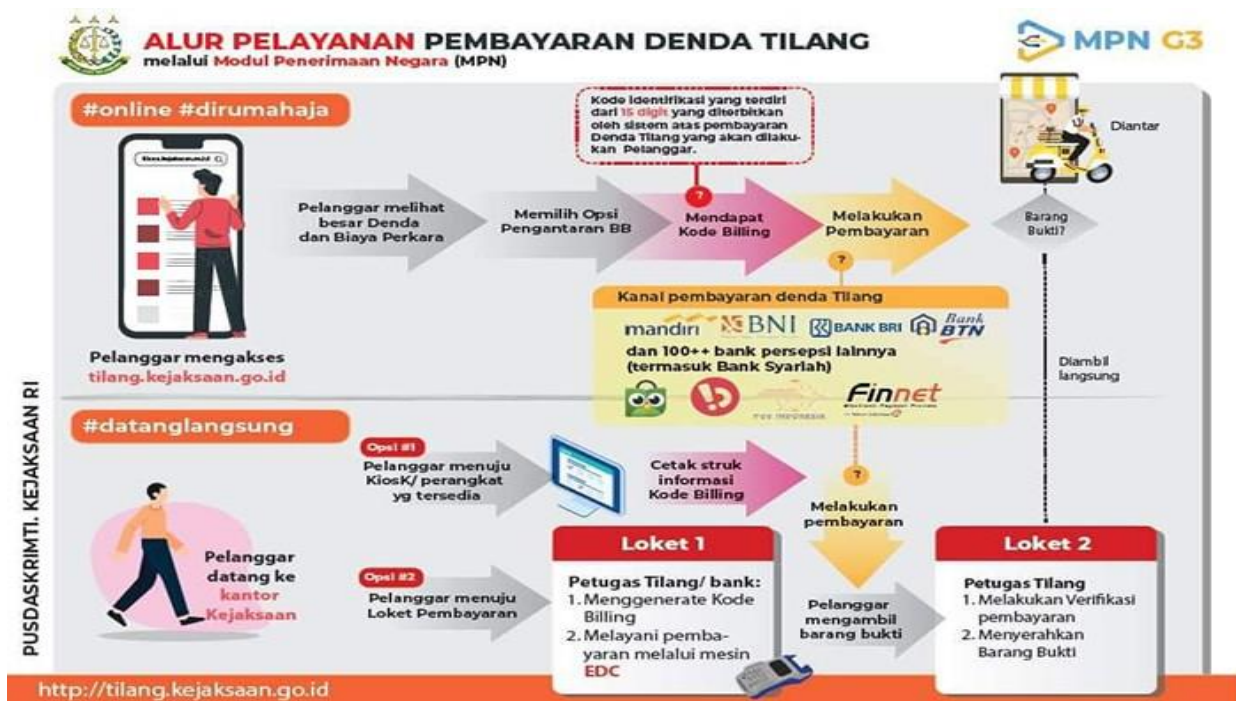 ALUR PELAYANAN PEMBAYARAN DENDA TILANG
melalui Modul Penerimaan Negara (MPN)
MPN G3
#online #dirumahaja
Kode identifikasi yang terdiri
dari 15 digit yang diterbitkan
oleh sistem atas pembayaran
Denda Tilang yang akan dilaku-
kan Pelanggar.
Diantar
Pelanggar melihat
besar Denda
dan Biaya Perkara
Memilih Opsi
Pengantaran BB
?
Mendapat
Kode Billing
Melakukan
Pembayaran
?
Barang
Bukti?
Kanal pembayaran denda Tilang
mandiri
BNI
BANK BRI
Bank
BTN
dan 100++ bank persepsi lainnya
(termasuk Bank Syariah)
POS INDONESIA
Finnet
Pelanggar mengakses
tilang.kejaksaan.go.id
Diambil
langsung
PUSDASKRIMTI. KEJAKSAAN RI
#datanglangsung
Opsi #1
Pelanggar menuju
KiosK/ perangkat
yg tersedia
Cetak struk
informasi
Kode Billing
?
Melakukan
pembayaran
Pelanggar
datang ke
kantor
Kejaksaan
Opsi #2
Pelanggar menuju
Loket Pembayaran
Loket 1
Petugas Tilang/ bank:
1. Menggenerate Kode
Billing
2. Melayani pemba-
yaran melalui mesin
EDC
Pelanggar
mengambil
barang bukti
Loket 2
Petugas Tilang
1. Melakukan Verifikasi
pembayaran
2. Menyerahkan
Barang Bukti
http://tilang.kejaksaan.go.id